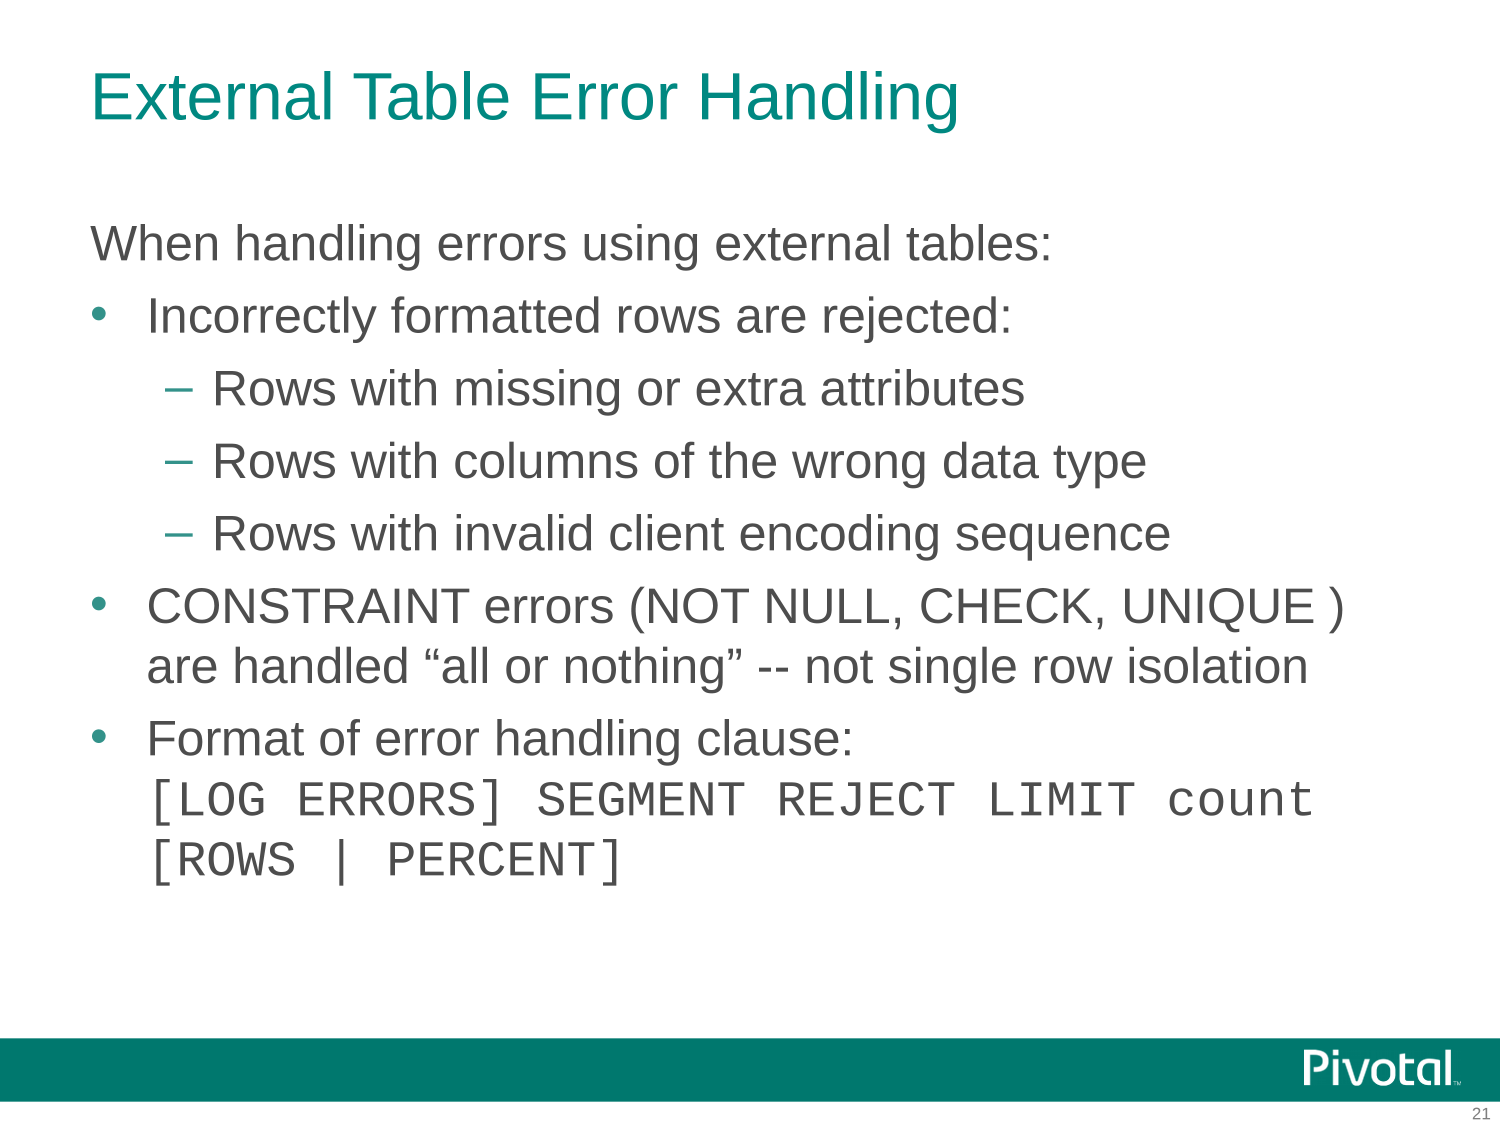 External Table Error Handling
When handling errors using external tables:
• Incorrectly formatted rows are rejected:
– Rows with missing or extra attributes
– Rows with columns of the wrong data type
– Rows with invalid client encoding sequence
• CONSTRAINT errors (NOT NULL, CHECK, UNIQUE )
are handled “all or nothing” -- not single row isolation
• Format of error handling clause:
[LOG ERRORS] SEGMENT REJECT LIMIT count
[ROWS | PERCENT]
Pivotal™
21